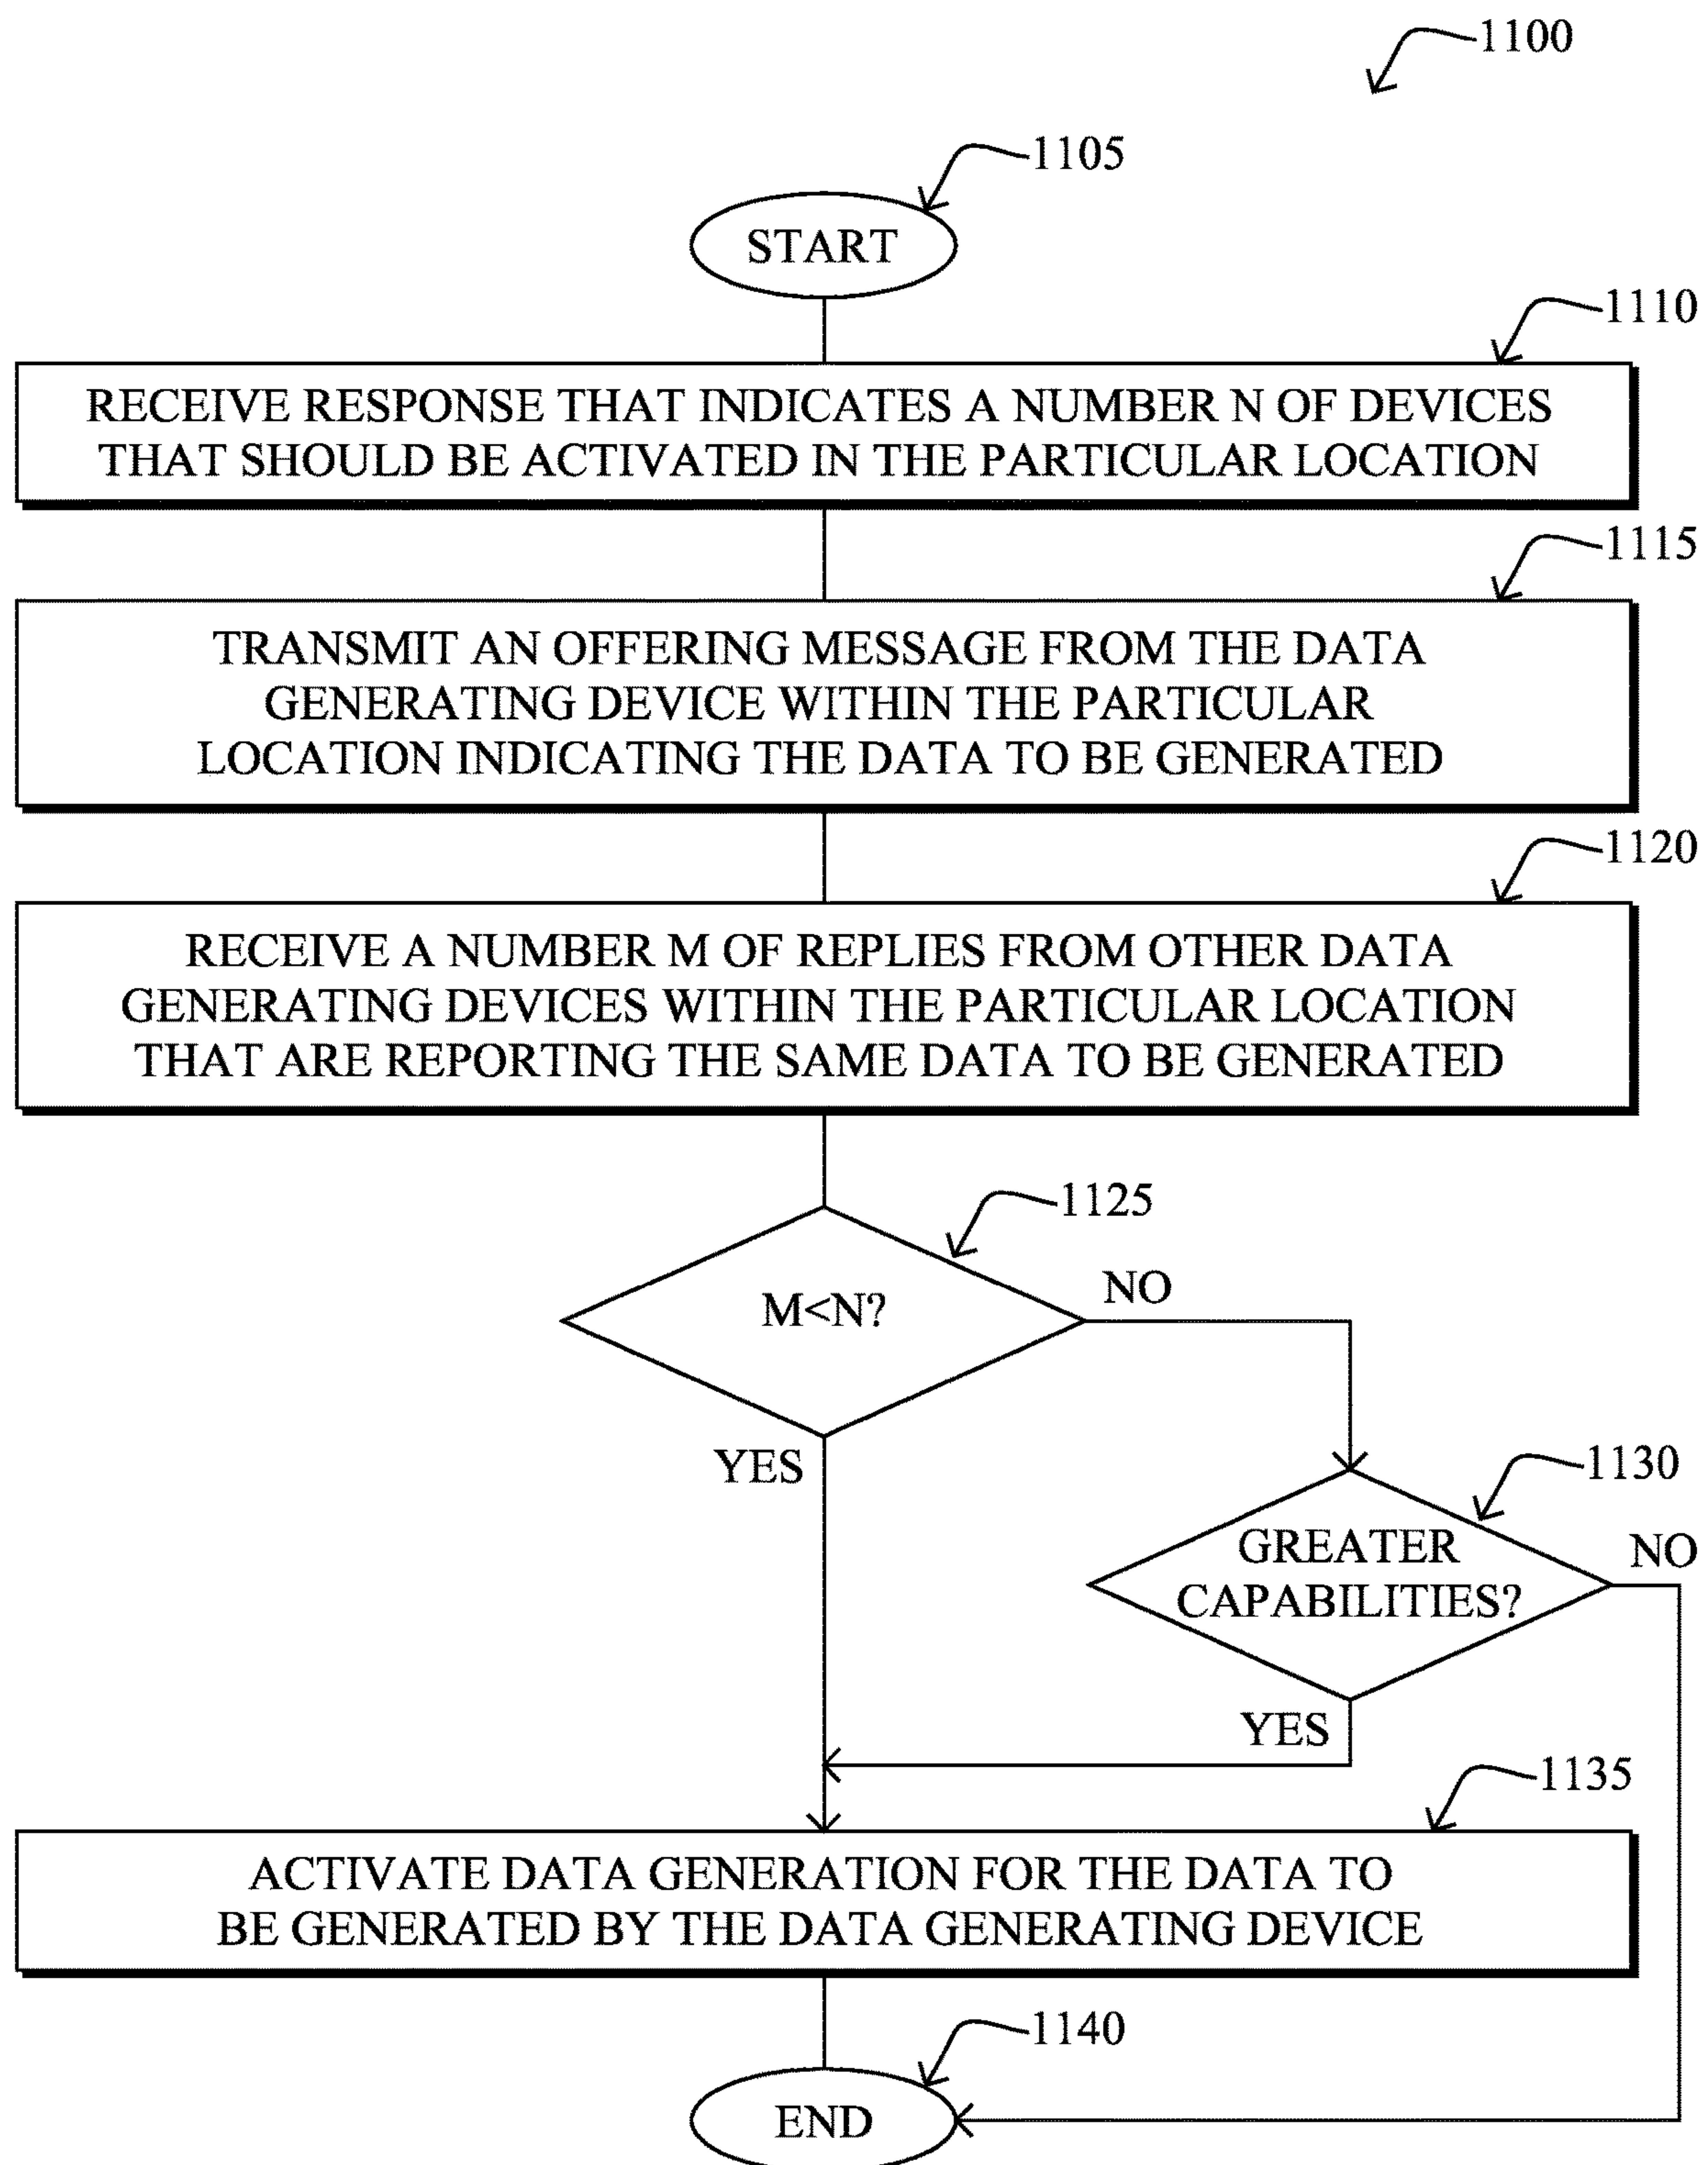 1100
1105
START
1110
RECEIVE RESPONSE THAT INDICATES A NUMBER N OF DEVICES
THAT SHOULD BE ACTIVATED IN THE PARTICULAR LOCATION
1115
TRANSMIT AN OFFERING MESSAGE FROM THE DATA
GENERATING DEVICE WITHIN THE PARTICULAR
LOCATION INDICATING THE DATA TO BE GENERATED
1120
RECEIVE A NUMBER M OF REPLIES FROM OTHER DATA
GENERATING DEVICES WITHIN THE PARTICULAR LOCATION
THAT ARE REPORTING THE SAME DATA TO BE GENERATED
1125
M<N?
NO
YES
1130
GREATER
CAPABILITIES?
NO
YES
1135
ACTIVATE DATA GENERATION FOR THE DATA TO
BE GENERATED BY THE DATA GENERATING DEVICE
1140
END